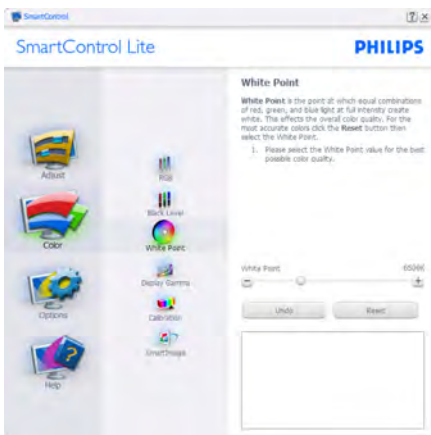 SmartControl
SmartControl Lite
PHILIPS
Adjust
Color
Options
Help
RGB
Black Level
White Point
Display Gamma
Calibration
SmartImage
White Point
White Point is the point at which equal combinations
of red, green, and blue light at full intensity create
white. This effects the overall color quality. For the
most accurate colors click the Reset button then
select the White Point.
1. Please select the White Point value for the best
possible color quality.
White Point 6506K
Undo Reset